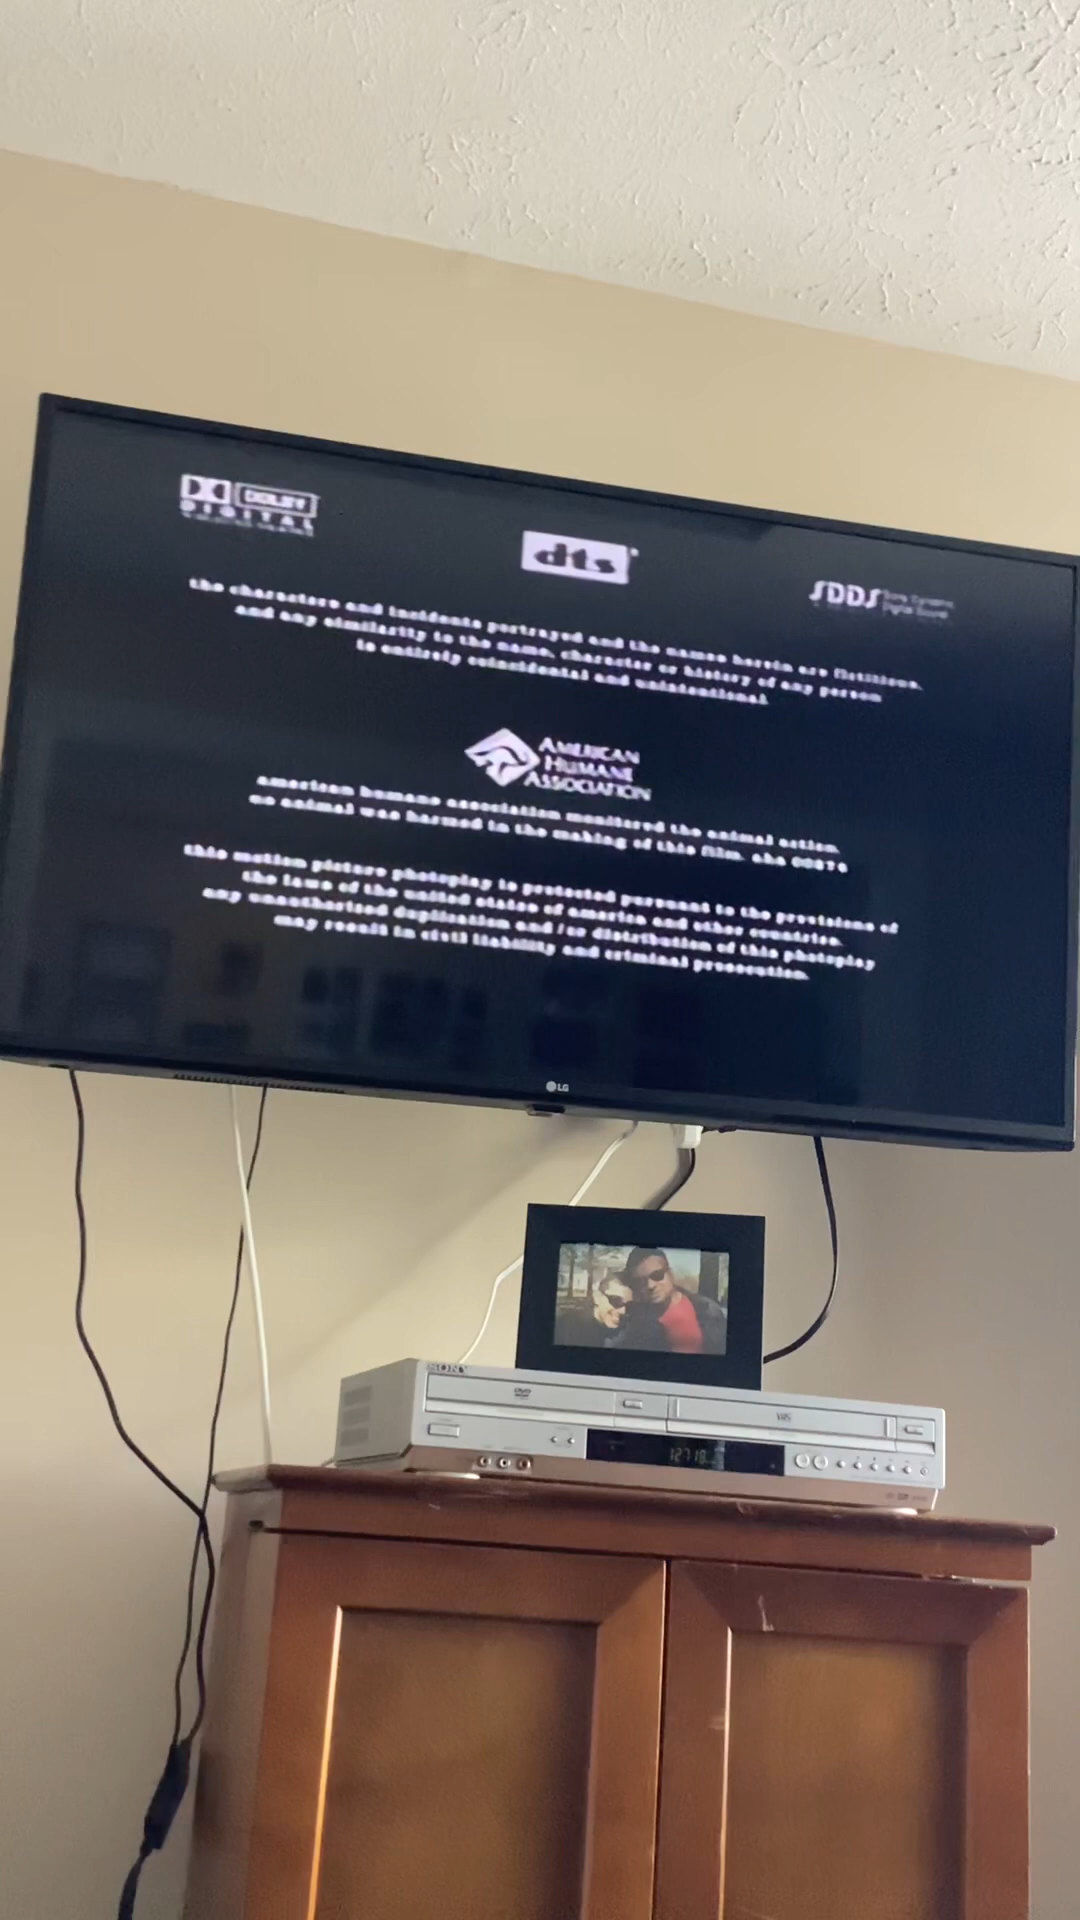 DOLBY
DIGITAL
dts
SDDS Sony Dynamic
Digital Sound
the characters and incidents portrayed and the names herein are fictitious,
and any similarity to the name, character or history of any person
is entirely coincidental and unintentional
AMERICAN
HUMANE
ASSOCIATION
american humane association monitored the animal action.
no animal was harmed in the making of this film. aha
this motion picture photoplay is protected pursuant to the provisions of
the laws of the united states of america and other countries.
any unauthorized duplication and/or distribution of this photoplay
may result in civil liability and criminal prosecution.
LG
SONY
DVD
VHS